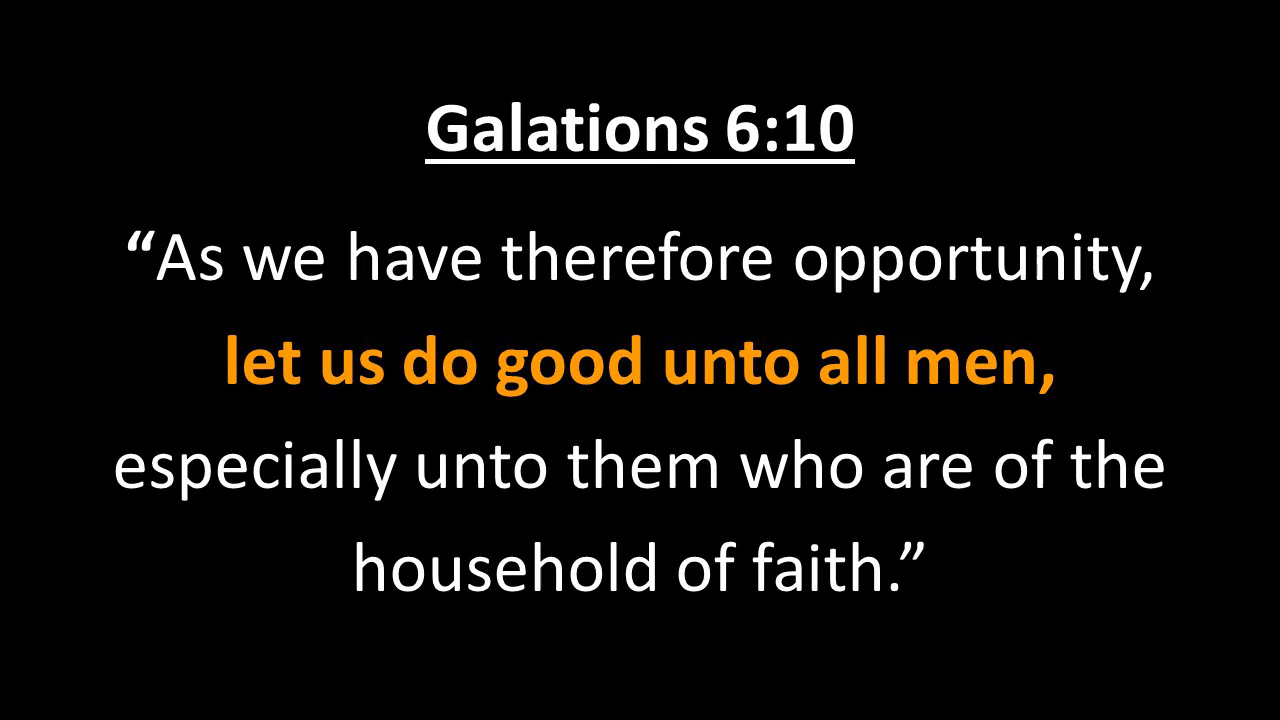 Galations 6:10
“As we have therefore opportunity,
let us do good unto all men,
especially unto them who are of the
household of faith.”